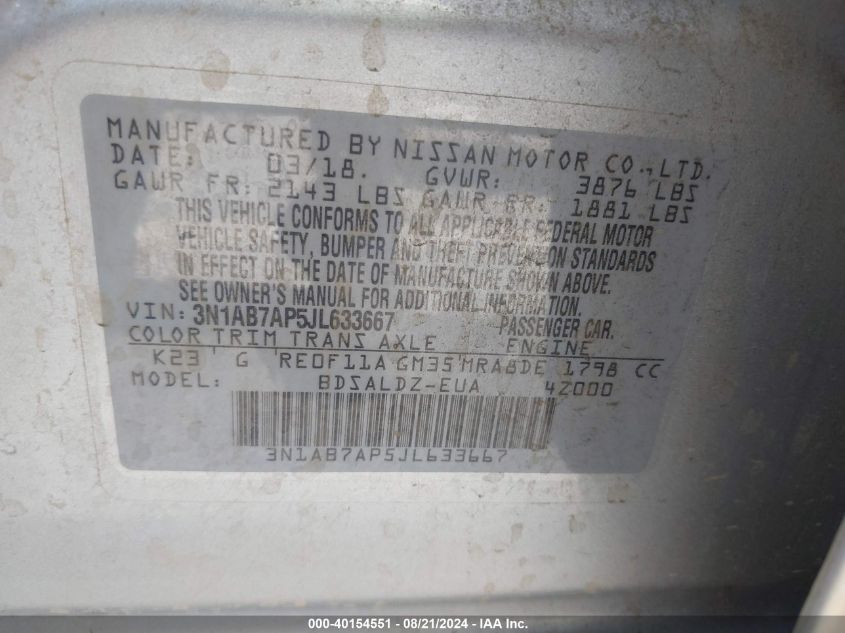 MANUFACTURED BY NISSAN MOTOR CO.,LTD.
DATE: 03/18. GVWR: 3876 LBS
GAWR FR: 2143 LBS GAWR RR: 1881 LBS
THIS VEHICLE CONFORMS TO ALL APPLICABLE FEDERAL MOTOR
VEHICLE SAFETY, BUMPER AND THEFT PREVENTION STANDARDS
IN EFFECT ON THE DATE OF MANUFACTURE SHOWN ABOVE.
SEE OWNER'S MANUAL FOR ADDITIONAL INFORMATION
VIN: 3N1AB7AP5JL633667 PASSENGER CAR.
COLOR TRIM TRANS AXLE ENGINE
K23 G RE0F11A GM35 MRA8DE 1798 CC
MODEL: BDSALDZ-EUA 4Z000
3N1AB7AP5JL633667
000-40154551 - 08/21/2024 - IAA Inc.